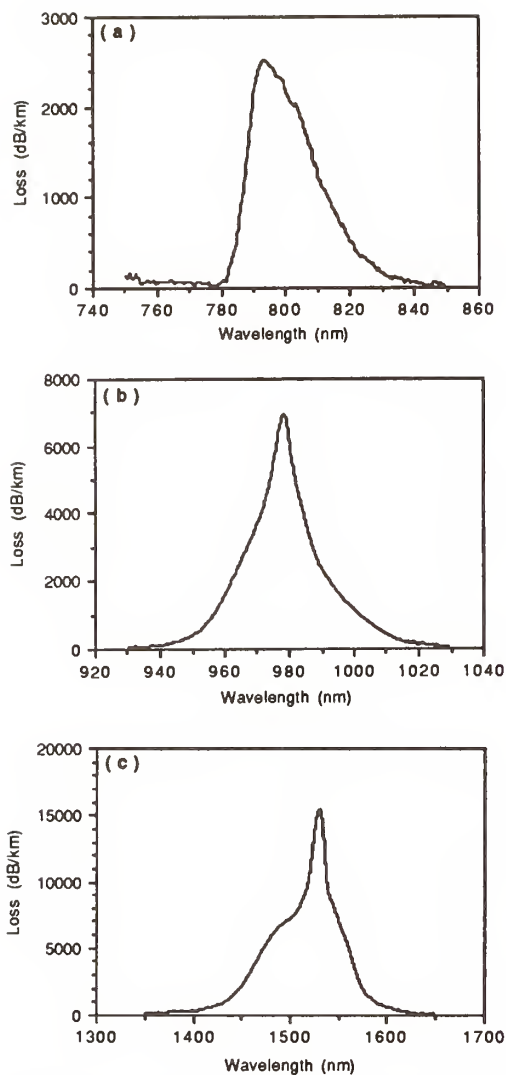 ( a )
3000
2000
1000
0
Loss (dB/km)
740 760 780 800 820 840 860
Wavelength (nm)
( b )
8000
6000
4000
2000
0
Loss (dB/km)
920 940 960 980 1000 1020 1040
Wavelength (nm)
( c )
20000
15000
10000
5000
0
Loss (dB/km)
1300 1400 1500 1600 1700
Wavelength (nm)